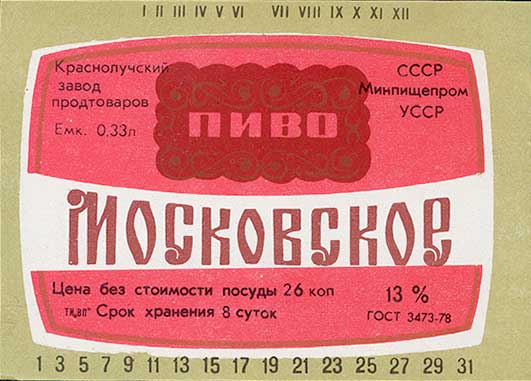 I II III IV V VI VII VIII IX X XI XII
Краснолучский
завод
продтоваров
Емк. 0,33л
ПИВО
СССР
Минпищепром
УССР
МОСКОВСКОЕ
Цена без стоимости посуды 26 коп
Срок хранения 8 суток
13 %
ГОСТ 3473-78
1 3 5 7 9 11 13 15 17 19 21 23 25 27 29 31